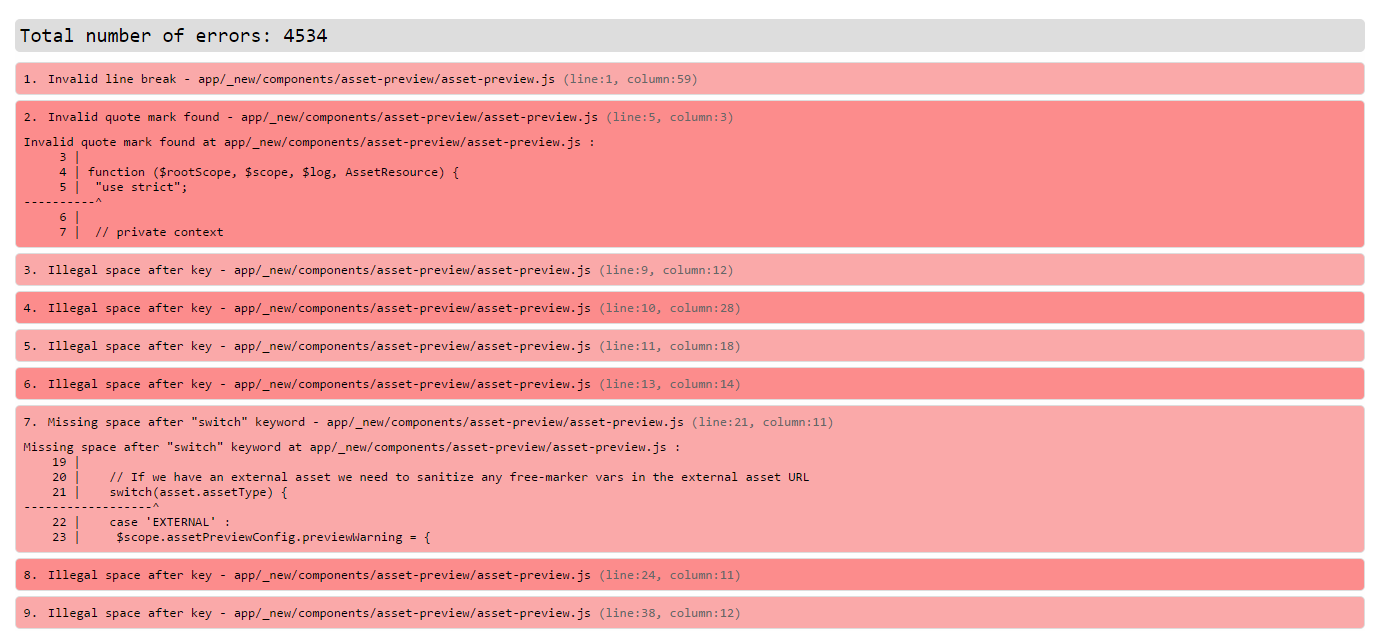 Total number of errors: 4534
1. Invalid line break - app/_new/components/asset-preview/asset-preview.js (line:1, column:59)
2. Invalid quote mark found - app/_new/components/asset-preview/asset-preview.js (line:5, column:3)
Invalid quote mark found at app/_new/components/asset-preview/asset-preview.js :
3 |
4 | function ($rootScope, $scope, $log, AssetResource) {
5 |  "use strict";
----------^
6 |
7 |  // private context
3. Illegal space after key - app/_new/components/asset-preview/asset-preview.js (line:9, column:12)
4. Illegal space after key - app/_new/components/asset-preview/asset-preview.js (line:10, column:28)
5. Illegal space after key - app/_new/components/asset-preview/asset-preview.js (line:11, column:18)
6. Illegal space after key - app/_new/components/asset-preview/asset-preview.js (line:13, column:14)
7. Missing space after "switch" keyword - app/_new/components/asset-preview/asset-preview.js (line:21, column:11)
Missing space after "switch" keyword at app/_new/components/asset-preview/asset-preview.js :
19 |
20 |    // If we have an external asset we need to sanitize any free-marker vars in the external asset URL
21 |    switch(asset.assetType) {
------------------^
22 |    case 'EXTERNAL' :
23 |     $scope.assetPreviewConfig.previewWarning = {
8. Illegal space after key - app/_new/components/asset-preview/asset-preview.js (line:24, column:11)
9. Illegal space after key - app/_new/components/asset-preview/asset-preview.js (line:38, column:12)